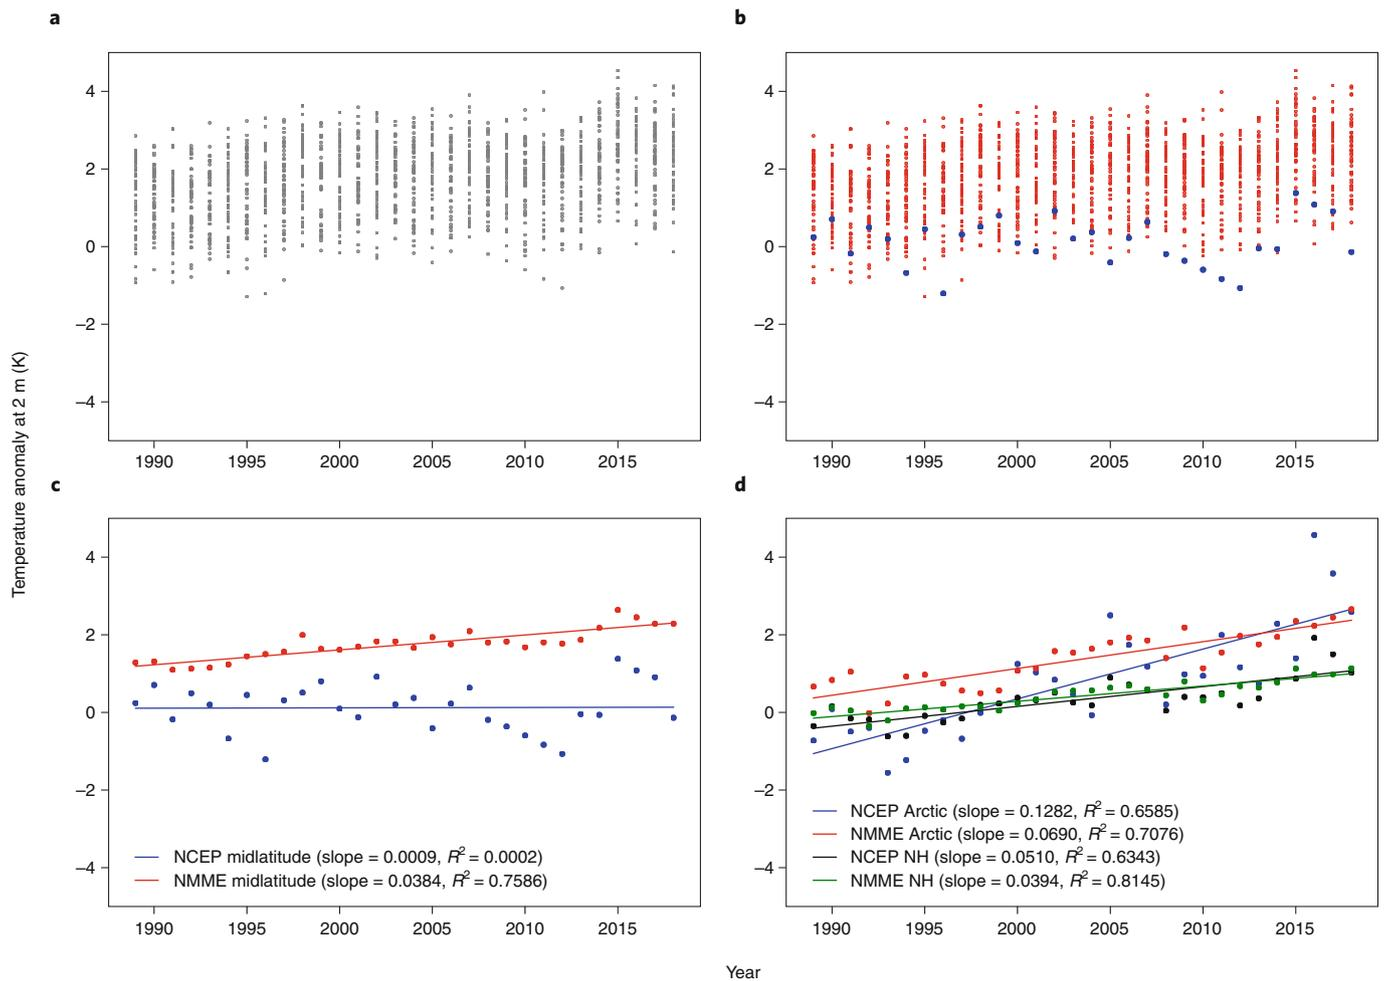 a
b
4
2
0
−2
−4
1990 1995 2000 2005 2010 2015
4
2
0
−2
−4
1990 1995 2000 2005 2010 2015
Temperature anomaly at 2 m (K)
c
d
4
2
0
−2
−4
NCEP midlatitude (slope = 0.0009, R² = 0.0002)
NMME midlatitude (slope = 0.0384, R² = 0.7586)
1990 1995 2000 2005 2010 2015
4
2
0
−2
−4
NCEP Arctic (slope = 0.1282, R² = 0.6585)
NMME Arctic (slope = 0.0690, R² = 0.7076)
NCEP NH (slope = 0.0510, R² = 0.6343)
NMME NH (slope = 0.0394, R² = 0.8145)
1990 1995 2000 2005 2010 2015
Year